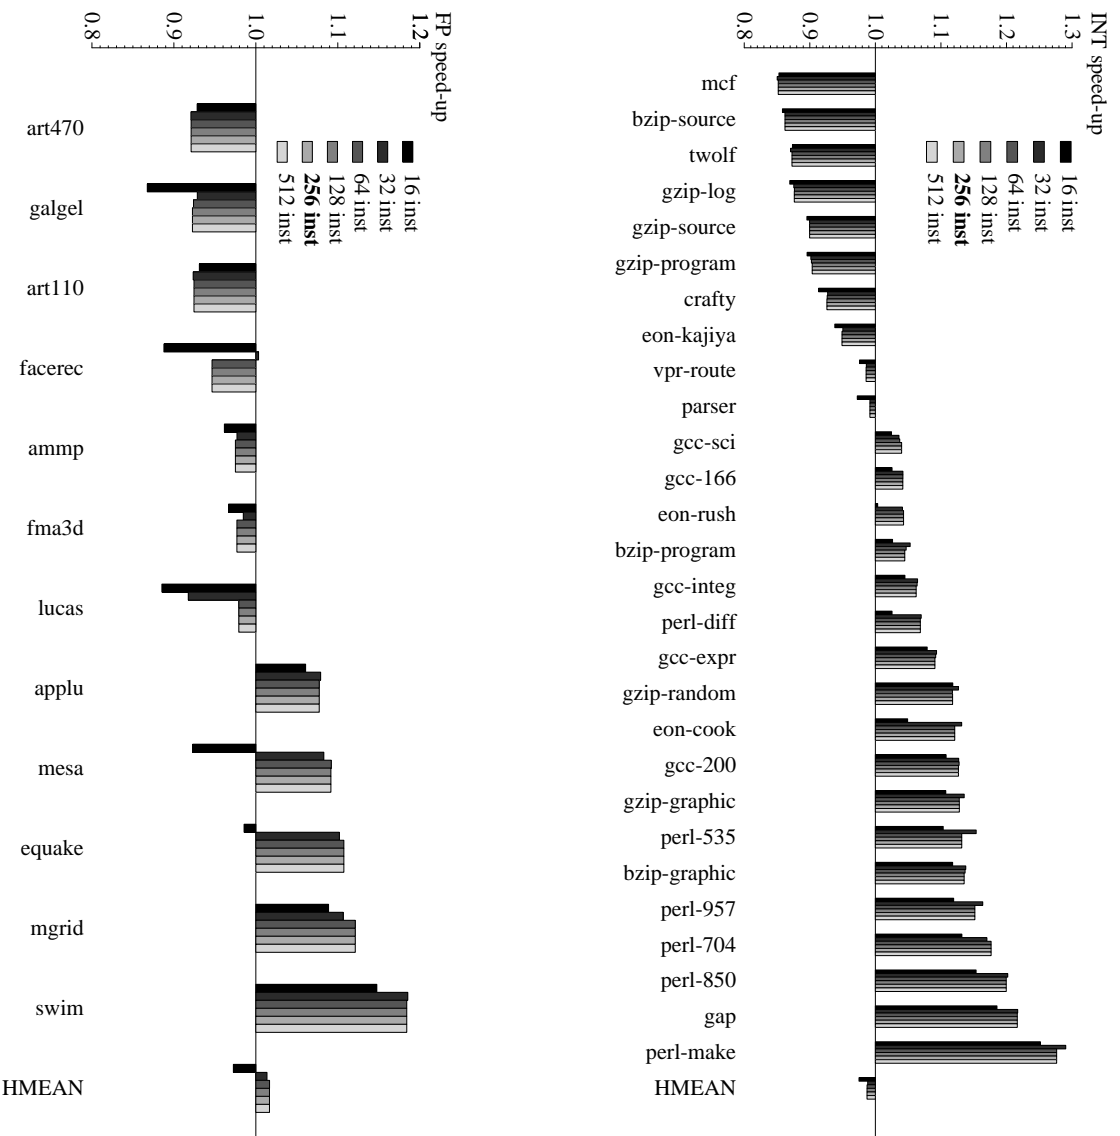 FP speed-up
0.8
0.9
1.0
1.1
1.2
16 inst
32 inst
64 inst
128 inst
256 inst
512 inst
art470
galgel
art110
facerec
ammp
fma3d
lucas
applu
mesa
equake
mgrid
swim
HMEAN
INT speed-up
0.8
0.9
1.0
1.1
1.2
1.3
16 inst
32 inst
64 inst
128 inst
256 inst
512 inst
mcf
bzip-source
twolf
gzip-log
gzip-source
gzip-program
crafty
eon-kajiya
vpr-route
parser
gcc-sci
gcc-166
eon-rush
bzip-program
gcc-integ
perl-diff
gcc-expr
gzip-random
eon-cook
gcc-200
gzip-graphic
perl-535
bzip-graphic
perl-957
perl-704
perl-850
gap
perl-make
HMEAN